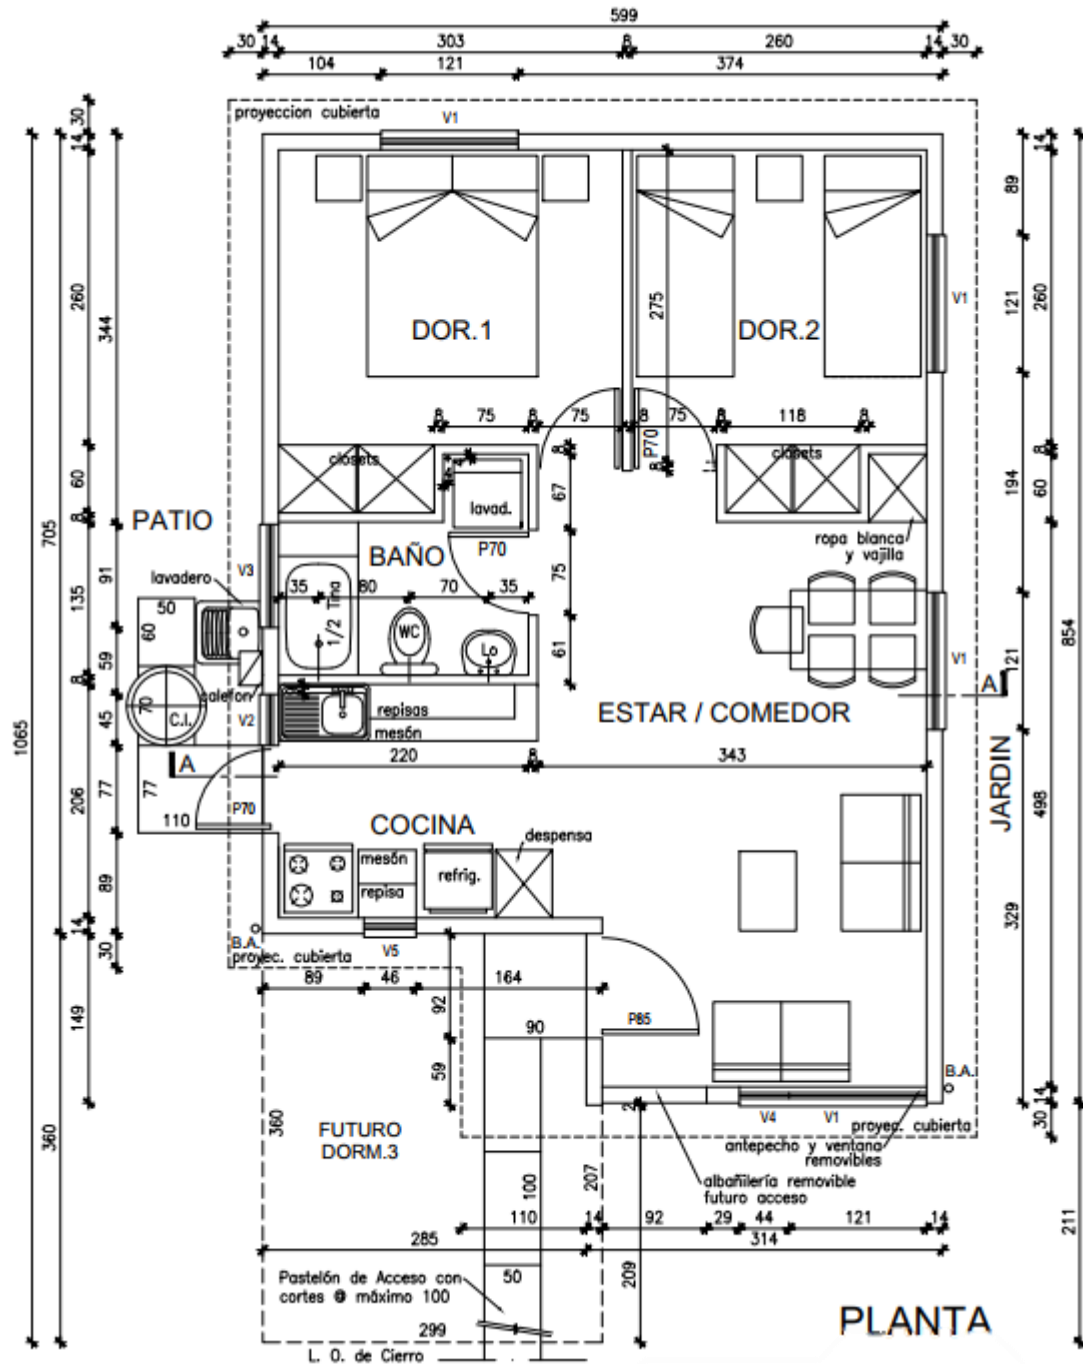 599
30 14 303 8 260 14 30
104 121 374
proyeccion cubierta
V1
30
14
14
89
260
344
275
121
260
V1
DOR.1
DOR.2
8 75 8 75 8 75 8 118 8
P70
closets
closets
8
8
8
60
67
194
60
lavad.
PATIO
BAÑO
P70
ropa blanca
y vajilla
705
8
lavadero
V3
91
135
75
50
35 80 70 35
1/2 Tina
60
WC
Lo
59
61
V1
121
854
8
calefon
A
70
C.I.
V2
45
repisas
mesón
ESTAR / COMEDOR
1065
A
220 8 343
JARDIN
206
77
77
110
P70
COCINA
despensa
498
mesón
repisa
refrig.
89
329
14
B.A.
proyec. cubierta
V5
30
89 46 164
149
92
90
P85
59
B.A.
14
2
V4 V1
proyec. cubierta
30
360
360
FUTURO
DORM.3
antepecho y ventana
removibles
albañilería removible
futuro acceso
100
207
110 14 92 29 44 121 14
211
285 314
209
Pastelón de Acceso con
cortes @ máximo 100
50
299
PLANTA
L. O. de Cierro